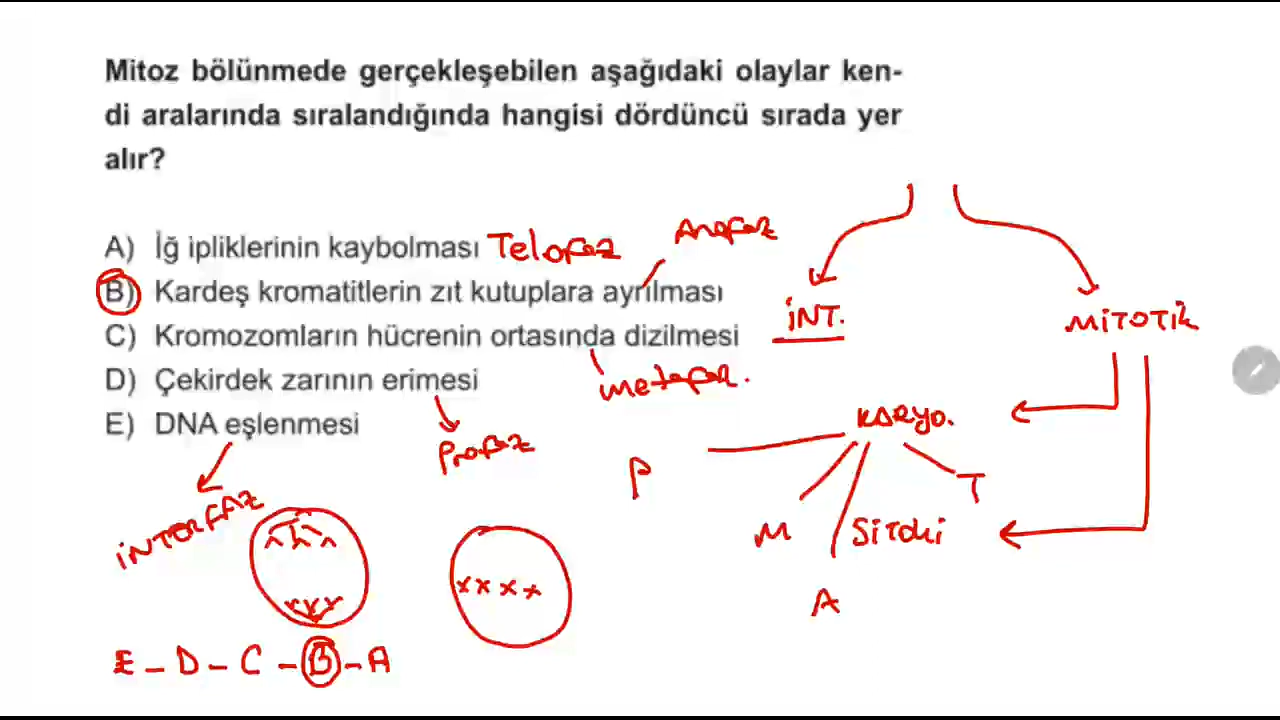 Mitoz bölünmede gerçekleşebilen aşağıdaki olaylar ken-
di aralarında sıralandığında hangisi dördüncü sırada yer
alır?
A) İğ ipliklerinin kaybolması Telofaz
Anafaz
B) Kardeş kromatitlerin zıt kutuplara ayrılması
C) Kromozomların hücrenin ortasında dizilmesi
İNT.
MİTOTİK
D) Çekirdek zarının erimesi
metafaz.
E) DNA eşlenmesi
KARYO.
Profaz
P
T
İNTERFAZ
M
SİTOKİ
A
E - D - C - B - A